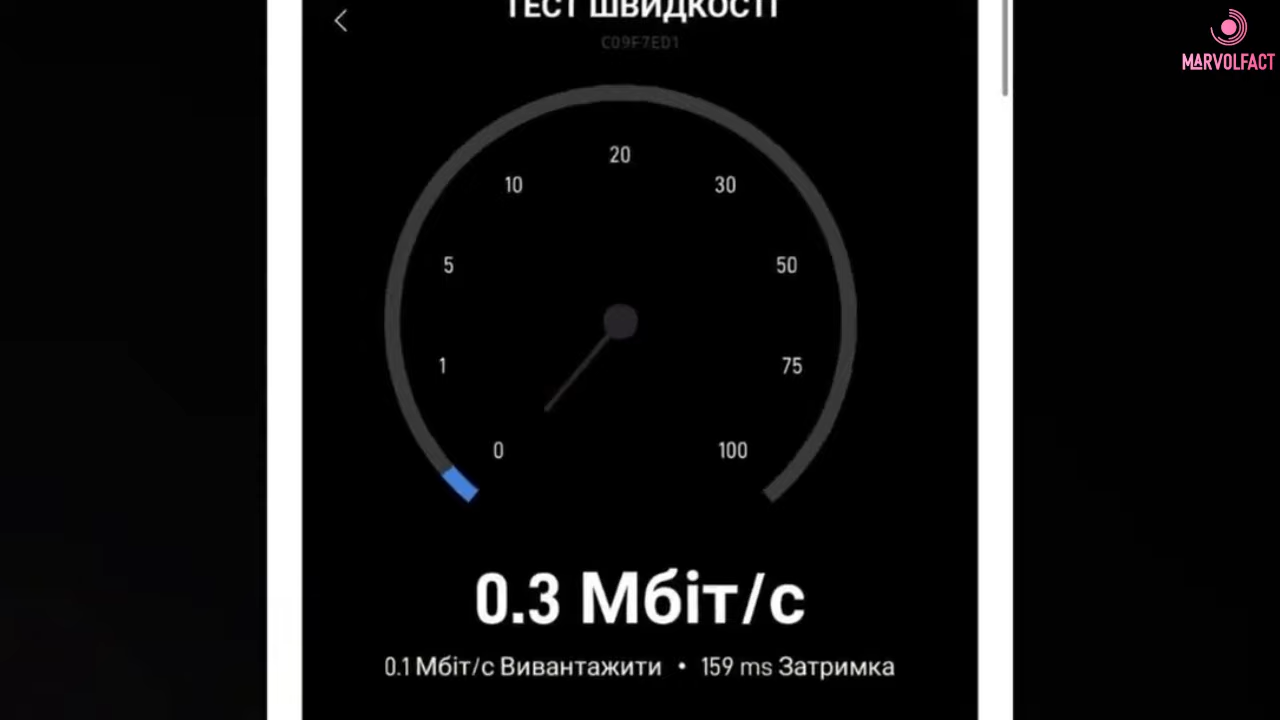 ТЕСТ ШВИДКОСТІ
C09F7ED1
MARVOLFACT
20
10
30
5
50
1
75
0
100
0.3 Мбіт/с
0.1 Мбіт/с Вивантажити • 159 ms Затримка